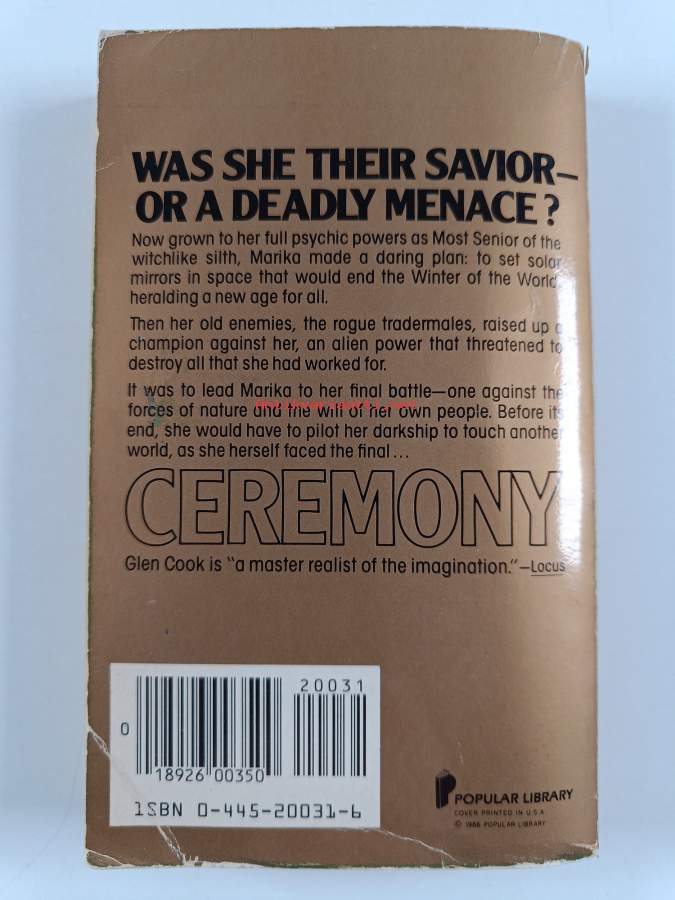 WAS SHE THEIR SAVIOR—
OR A DEADLY MENACE?
Now grown to her full psychic powers as Most Senior of the
witchlike silth, Marika made a daring plan: to set solar
mirrors in space that would end the Winter of the World,
heralding a new age for all.
Then her old enemies, the rogue tradermales, raised up a
champion against her, an alien power that threatened to
destroy all that she had worked for.
It was to lead Marika to her final battle—one against the
forces of nature and the will of her own people. Before its
end, she would have to pilot her darkship to touch another
world, as she herself faced the final...
CEREMONY
Glen Cook is "a master realist of the imagination."—Locus
20031
0
18926 00350
ISBN 0-445-20031-6
POPULAR LIBRARY
COVER PRINTED IN U.S.A.
© 1986 POPULAR LIBRARY